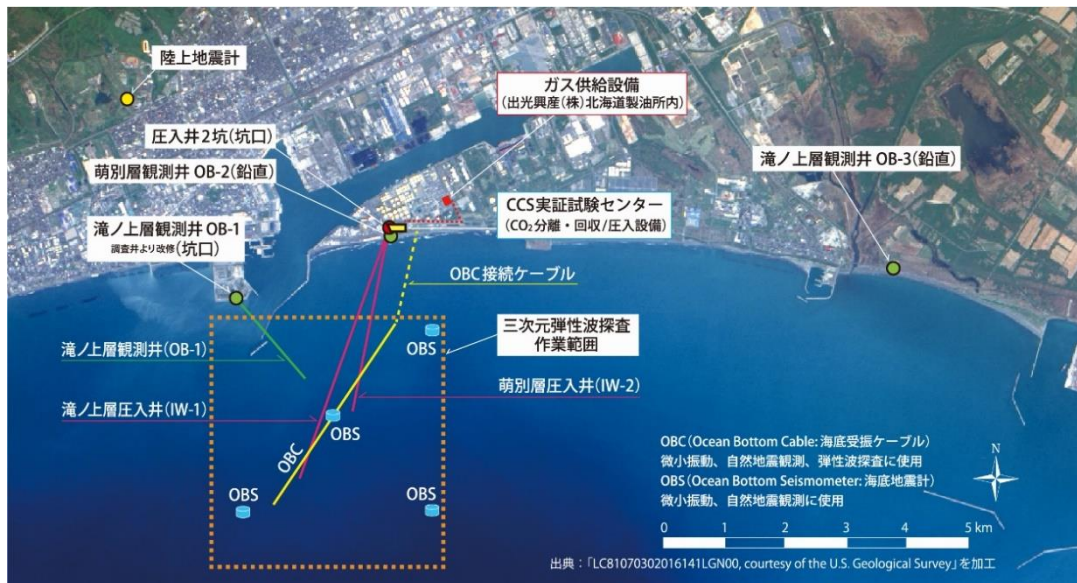 陸上地震計
ガス供給設備
(出光興産(株)北海道製油所内)
圧入井2坑(坑口)
萌別層観測井 OB-2(鉛直)
滝ノ上層観測井 OB-3(鉛直)
CCS実証試験センター
(CO₂分離・回収/圧入設備)
滝ノ上層観測井 OB-1
調査井より改修(坑口)
OBC接続ケーブル
三次元弾性波探査
作業範囲
OBS
滝ノ上層観測井(OB-1)
萌別層圧入井(IW-2)
滝ノ上層圧入井(IW-1)
OBS
OBC
OBS
OBS
OBC(Ocean Bottom Cable:海底受振ケーブル)
微小振動、自然地震観測、弾性波探査に使用
OBS(Ocean Bottom Seismometer:海底地震計)
微小振動、自然地震観測に使用
N
0 1 2 3 4 5 km
出典:「LC81070302016141LGN00, courtesy of the U.S. Geological Survey」を加工